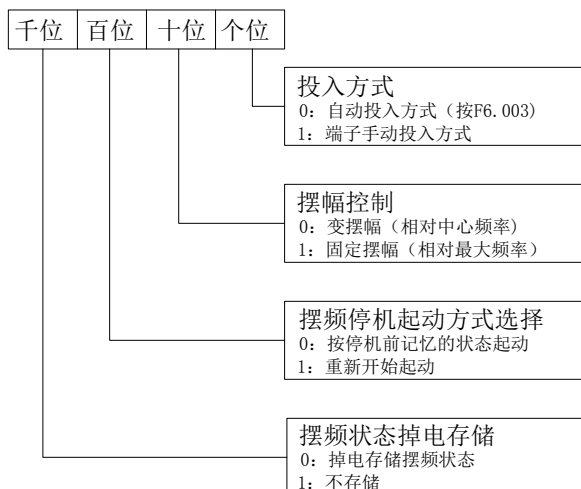 千位 百位 十位 个位
投入方式
0: 自动投入方式（按F6.003)
1: 端子手动投入方式
摆幅控制
0: 变摆幅（相对中心频率)
1: 固定摆幅（相对最大频率）
摆频停机起动方式选择
0: 按停机前记忆的状态起动
1: 重新开始起动
摆频状态掉电存储
0: 掉电存储摆频状态
1: 不存储